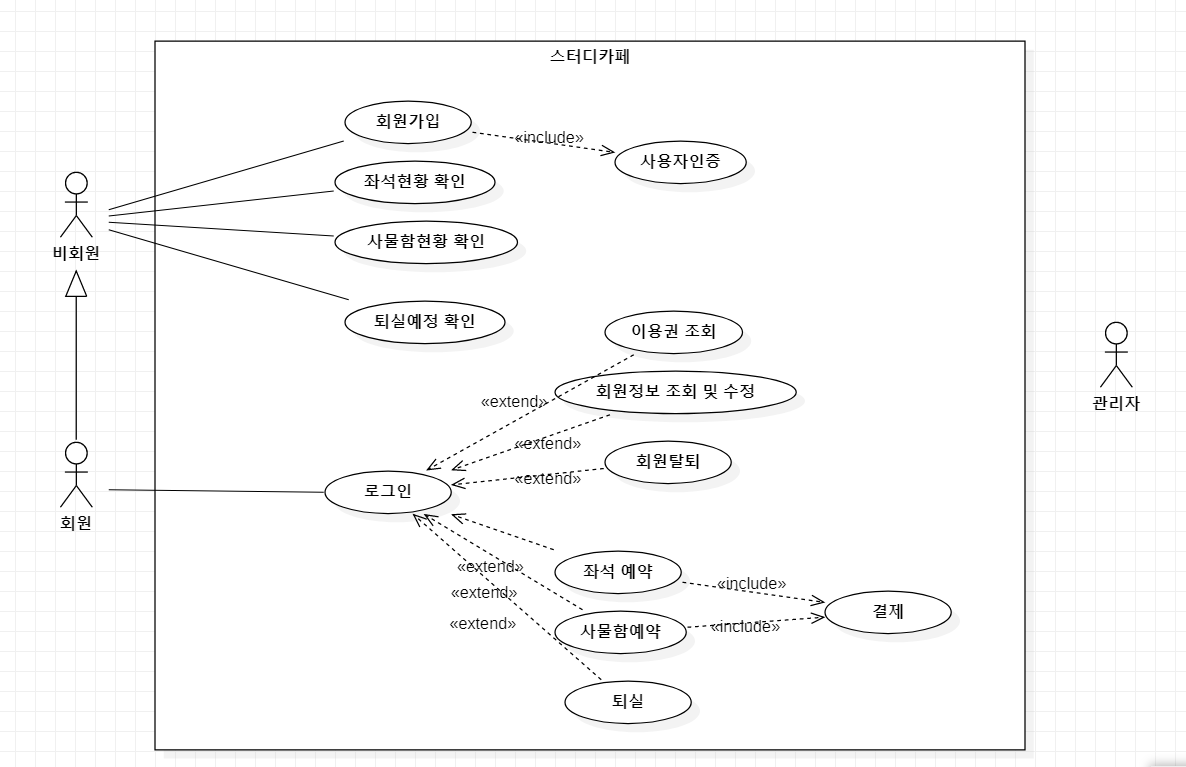 스터디카페
회원가입
«include»
사용자인증
좌석현황 확인
사물함현황 확인
비회원
퇴실예정 확인
이용권 조회
회원정보 조회 및 수정
«extend»
관리자
«extend»
회원탈퇴
«extend»
로그인
회원
«extend»
좌석 예약
«include»
«extend»
결제
«extend»
사물함예약
«include»
퇴실